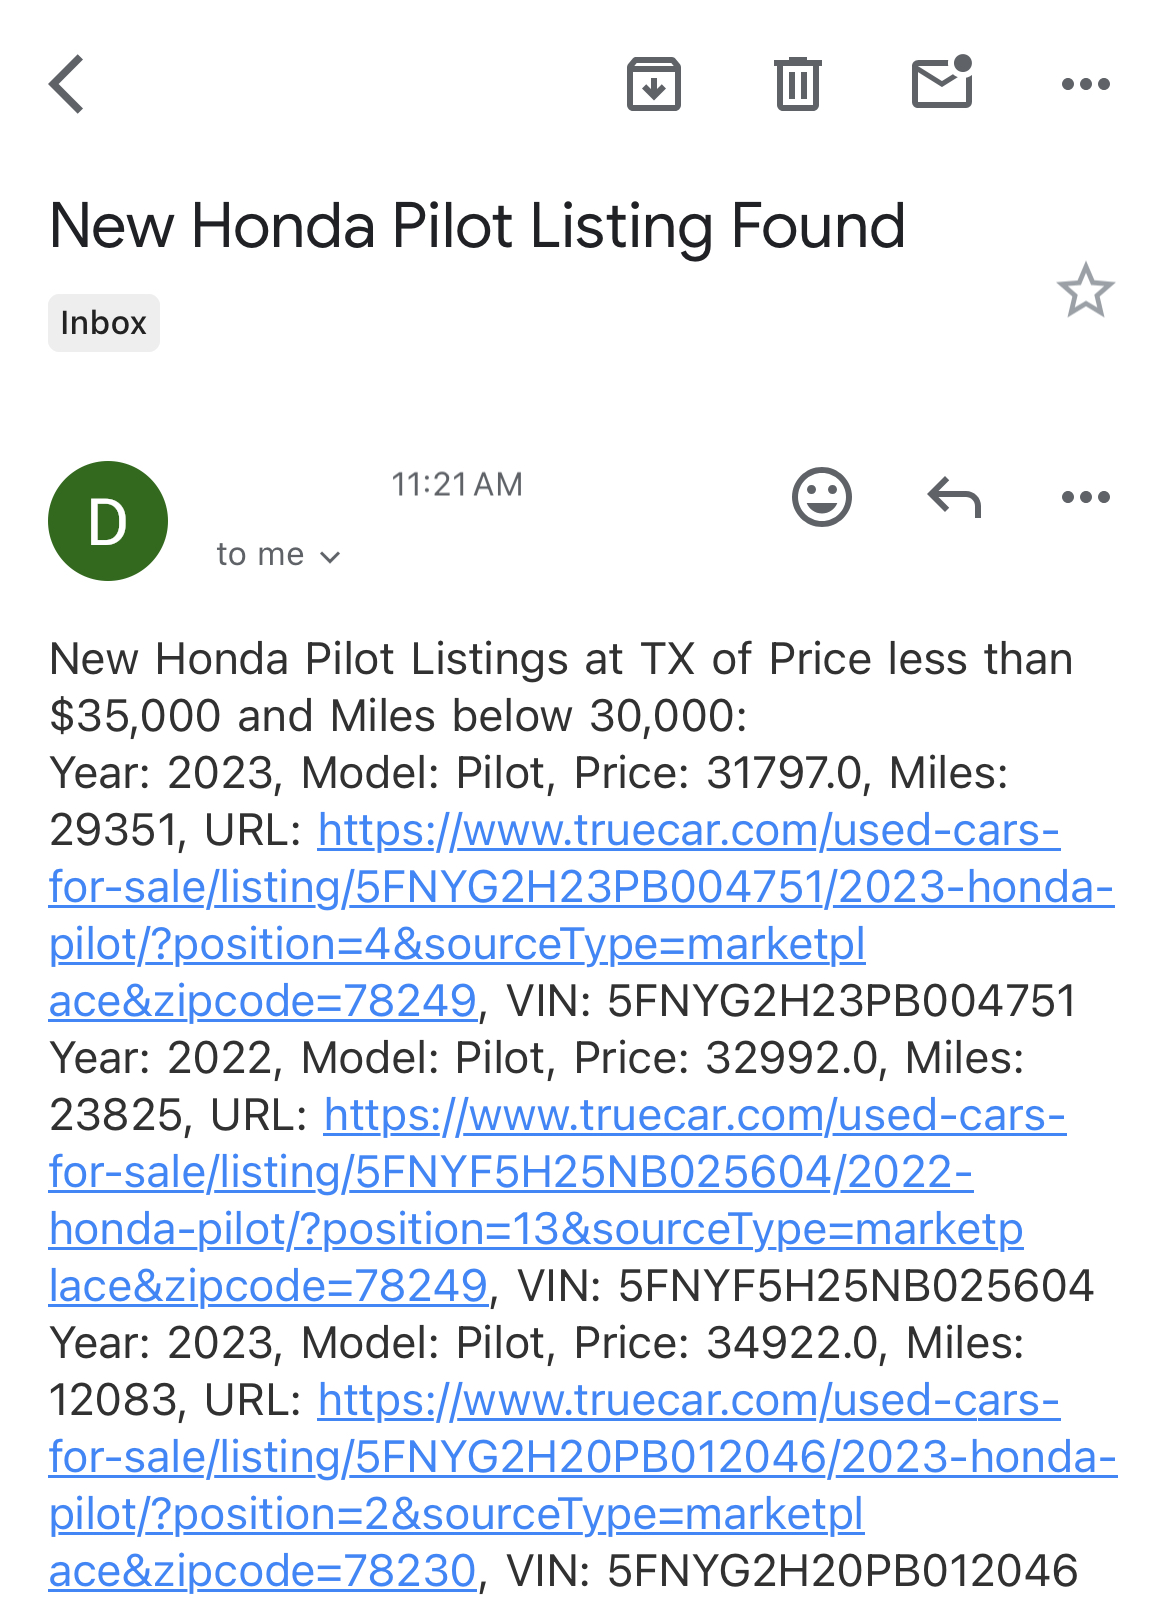 New Honda Pilot Listing Found
Inbox
D
11:21 AM
to me
New Honda Pilot Listings at TX of Price less than
$35,000 and Miles below 30,000:
Year: 2023, Model: Pilot, Price: 31797.0, Miles:
29351, URL: https://www.truecar.com/used-cars-
for-sale/listing/5FNYG2H23PB004751/2023-honda-
pilot/?position=4&sourceType=marketpl
ace&zipcode=78249, VIN: 5FNYG2H23PB004751
Year: 2022, Model: Pilot, Price: 32992.0, Miles:
23825, URL: https://www.truecar.com/used-cars-
for-sale/listing/5FNYF5H25NB025604/2022-
honda-pilot/?position=13&sourceType=marketp
lace&zipcode=78249, VIN: 5FNYF5H25NB025604
Year: 2023, Model: Pilot, Price: 34922.0, Miles:
12083, URL: https://www.truecar.com/used-cars-
for-sale/listing/5FNYG2H20PB012046/2023-honda-
pilot/?position=2&sourceType=marketpl
ace&zipcode=78230, VIN: 5FNYG2H20PB012046